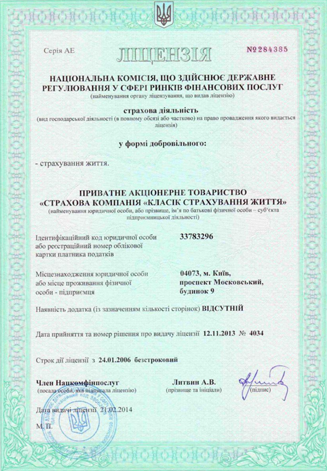 Серія АЕ
ЛІЦЕНЗІЯ
№284335
НАЦІОНАЛЬНА КОМІСІЯ, ЩО ЗДІЙСНЮЄ ДЕРЖАВНЕ
РЕГУЛЮВАННЯ У СФЕРІ РИНКІВ ФІНАНСОВИХ ПОСЛУГ
(найменування органу ліцензування, що видав ліцензію)
страхова діяльність
(вид господарської діяльності (в повному обсязі або частково) на право провадження якого видається
ліцензія)
у формі добровільного:
- страхування життя.
ПРИВАТНЕ АКЦІОНЕРНЕ ТОВАРИСТВО
«СТРАХОВА КОМПАНІЯ «КЛАСІК СТРАХУВАННЯ ЖИТТЯ»
(найменування юридичної особи, або прізвище, ім'я по батькові фізичної особи – суб'єкта
підприємницької діяльності)
Ідентифікаційний код юридичної особи 33783296
або реєстраційний номер облікової
картки платника податків
Місцезнаходження юридичної особи 04073, м. Київ,
або місце проживання фізичної проспект Московський,
особи - підприємця будинок 9
Наявність додатка (із зазначенням кількості сторінок) ВІДСУТНІЙ
Дата прийняття та номер рішення про видачу ліцензії 12.11.2013 № 4034
Строк дії ліцензії з 24.01.2006 безстроковий
Член Нацкомфінпослуг Литвин А.В.
(посада особи, яка підписала ліцензію) (прізвище та ініціали) (підпис)
Дата видачі ліцензії 21.02.2014
М. П.